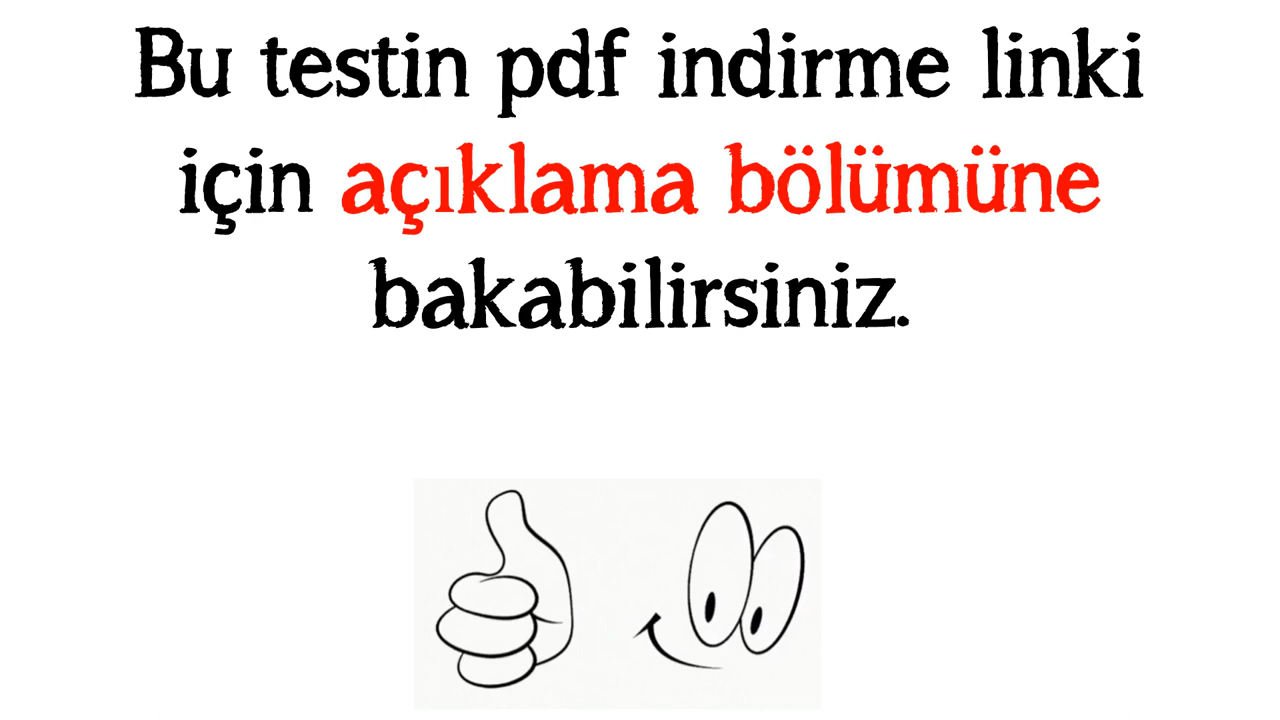 Bu testin pdf indirme linki
için açıklama bölümüne
bakabilirsiniz.